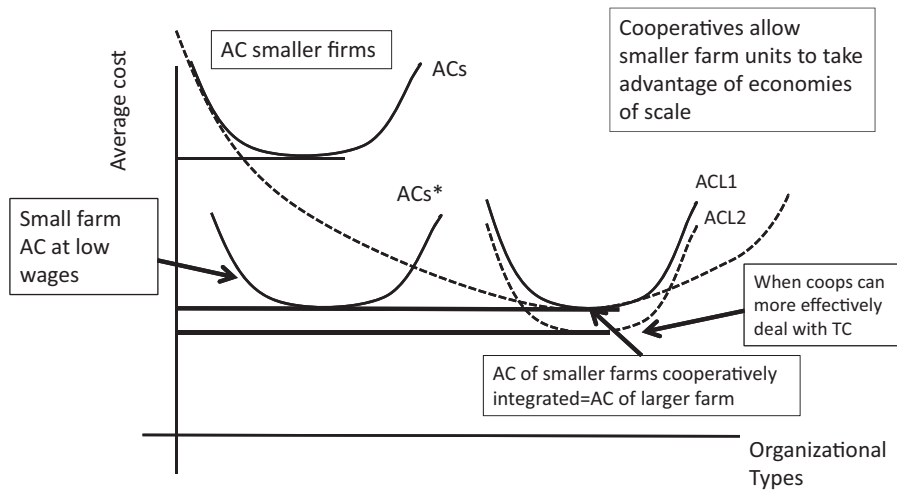 AC smaller firms
ACs
Cooperatives allow
smaller farm units to take
advantage of economies
of scale
Average cost
ACs*
ACL1
ACL2
Small farm
AC at low
wages
When coops can
more effectively
deal with TC
AC of smaller farms cooperatively
integrated=AC of larger farm
Organizational
Types